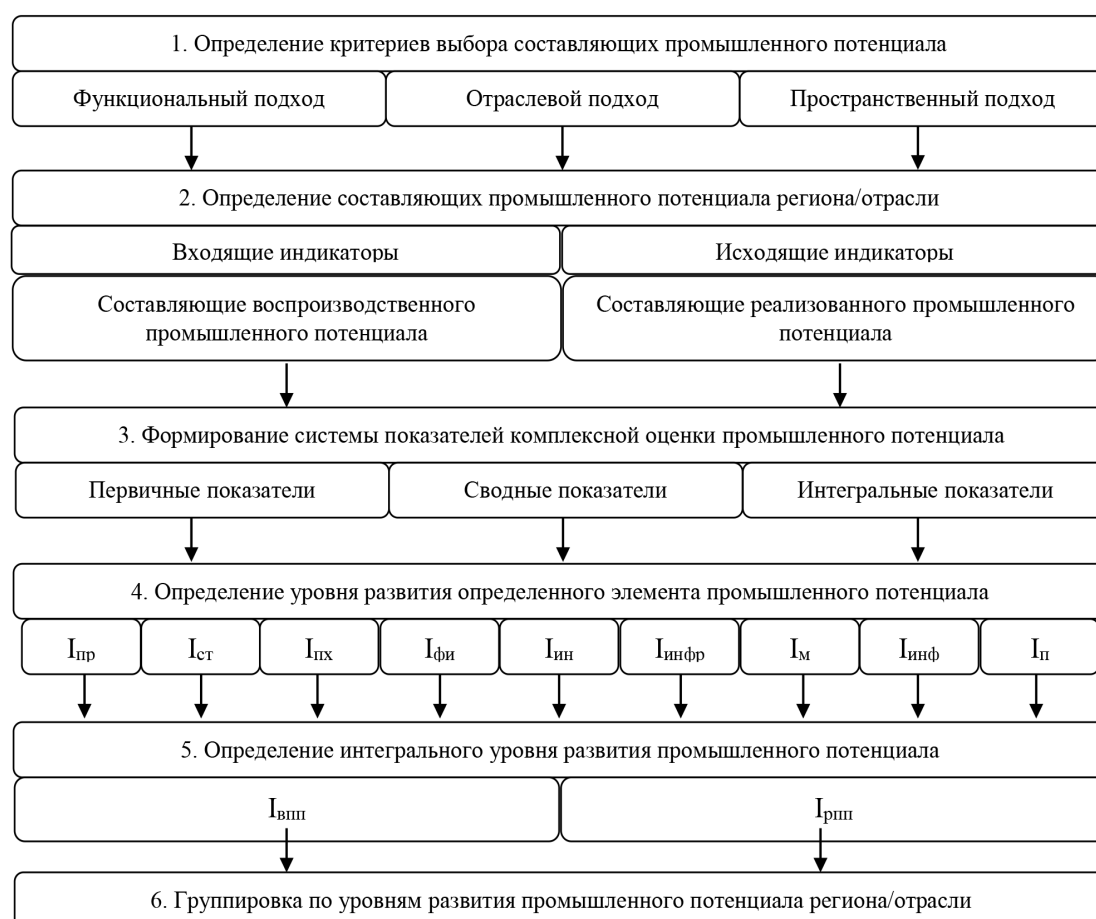 1. Определение критериев выбора составляющих промышленного потенциала
Функциональный подход
Отраслевой подход
Пространственный подход
2. Определение составляющих промышленного потенциала региона/отрасли
Входящие индикаторы
Исходящие индикаторы
Составляющие воспроизводственного
промышленного потенциала
Составляющие реализованного промышленного
потенциала
3. Формирование системы показателей комплексной оценки промышленного потенциала
Первичные показатели
Сводные показатели
Интегральные показатели
4. Определение уровня развития определенного элемента промышленного потенциала
Iпр
Iст
Iпх
Iфи
Iин
Iинфр
Iм
Iинф
Iп
5. Определение интегрального уровня развития промышленного потенциала
Iвпп
Iрпп
6. Группировка по уровням развития промышленного потенциала региона/отрасли